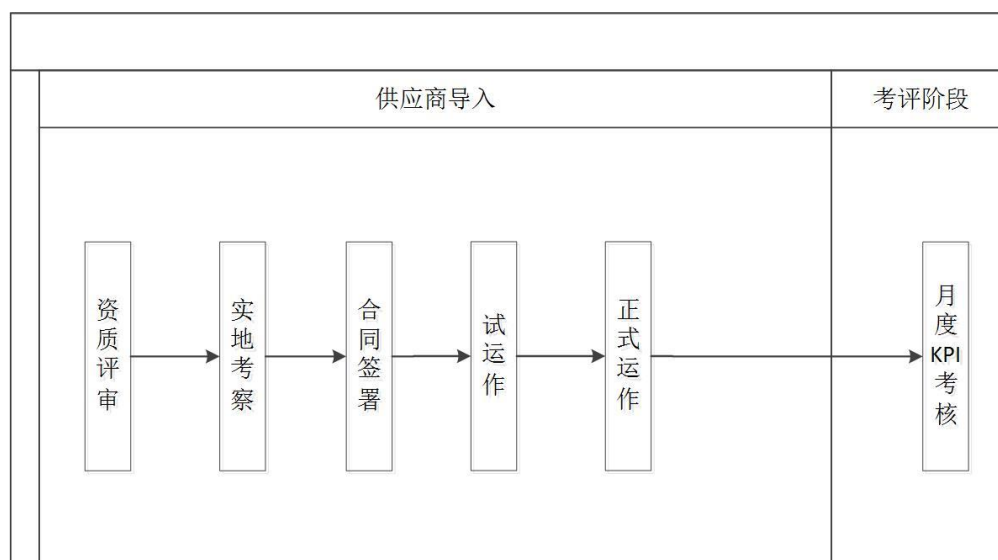 供应商导入
考评阶段
资质评审
实地考察
合同签署
试运作
正式运作
月度KPI考核